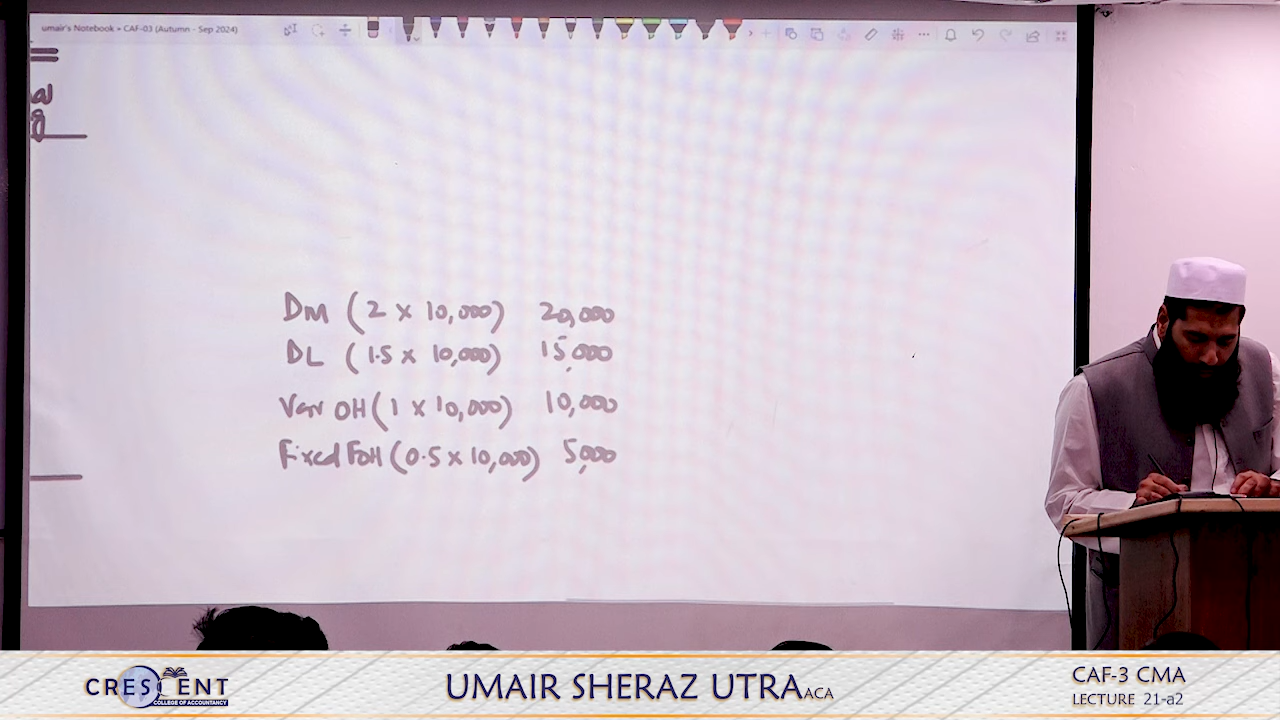 umair's Notebook > CAF-03 (Autumn - Sep 2024)
DM (2 x 10,000) 20,000
DL (1.5 x 10,000) 15,000
Var OH (1 x 10,000) 10,000
Fixed FOH (0.5 x 10,000) 5,000
CRESCENT
COLLEGE OF ACCOUNTANCY
UMAIR SHERAZ UTRA ACA
CAF-3 CMA
LECTURE 21-a2